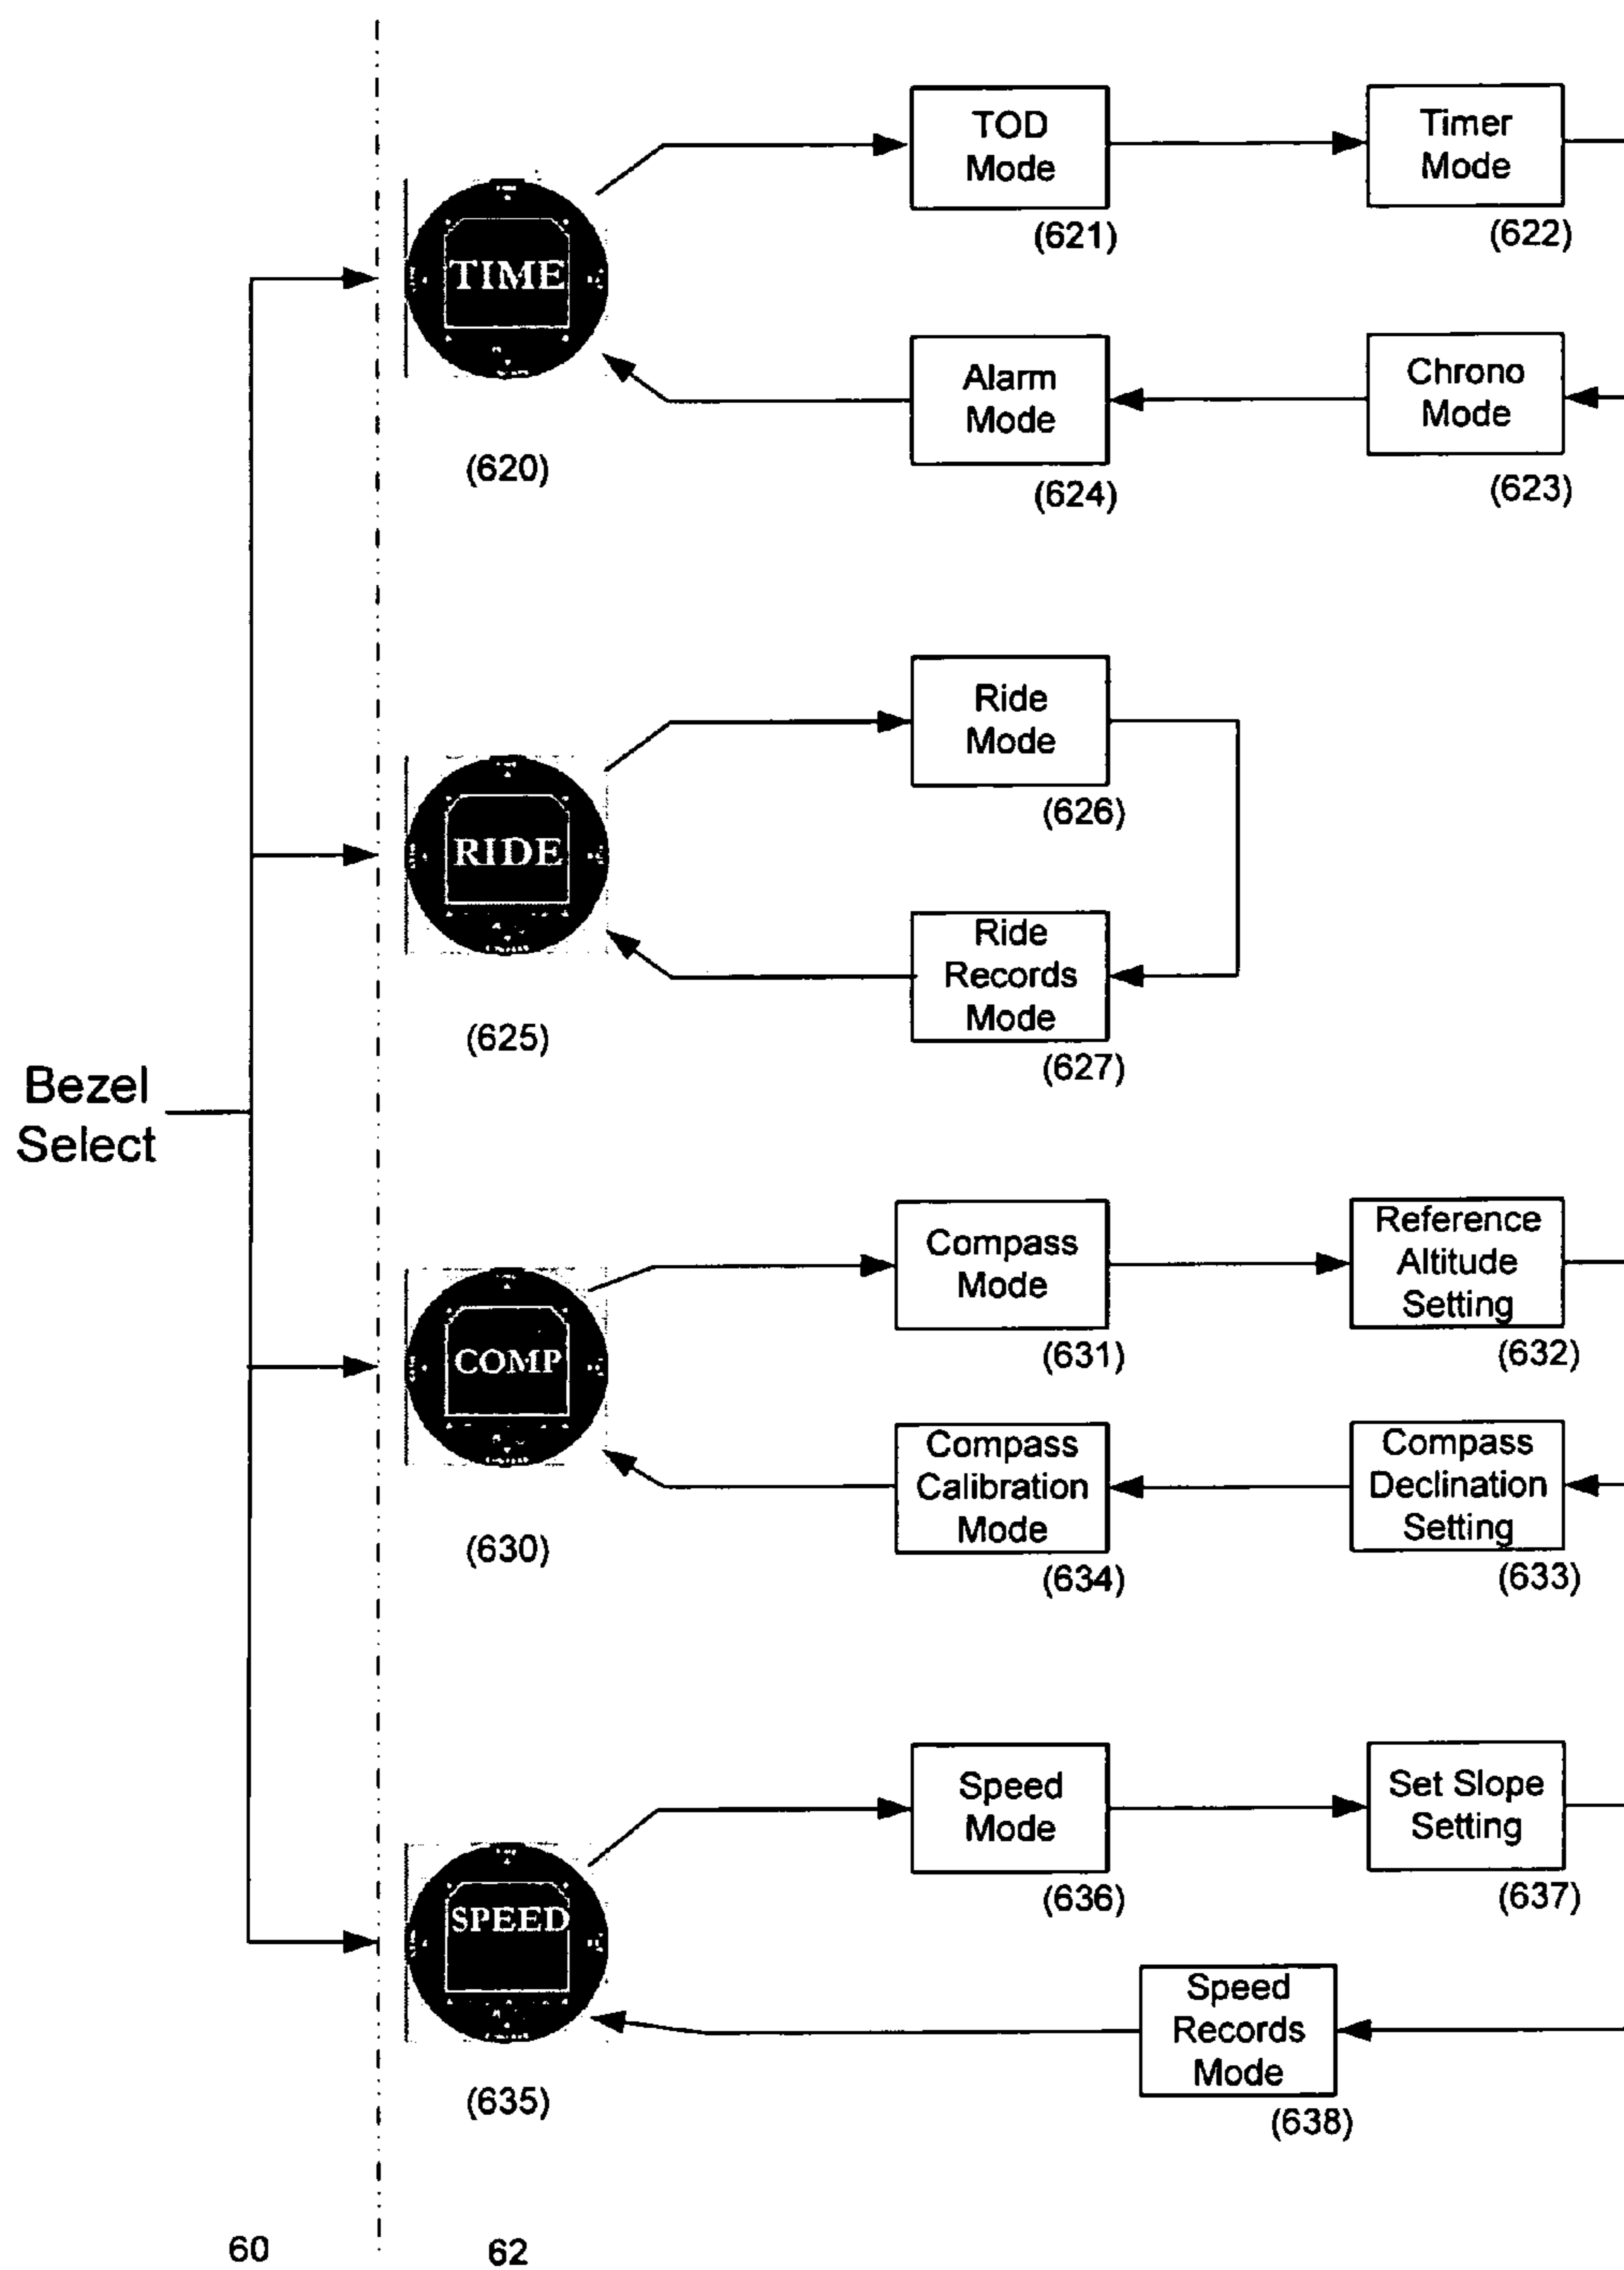 TOD
Mode
(621)
Timer
Mode
(622)
TIME
(620)
Alarm
Mode
(624)
Chrono
Mode
(623)
Ride
Mode
(626)
RIDE
(625)
Ride
Records
Mode
(627)
Bezel
Select
Compass
Mode
(631)
Reference
Altitude
Setting
(632)
COMP
(630)
Compass
Calibration
Mode
(634)
Compass
Declination
Setting
(633)
Speed
Mode
(636)
Set Slope
Setting
(637)
SPEED
(635)
Speed
Records
Mode
(638)
60
62